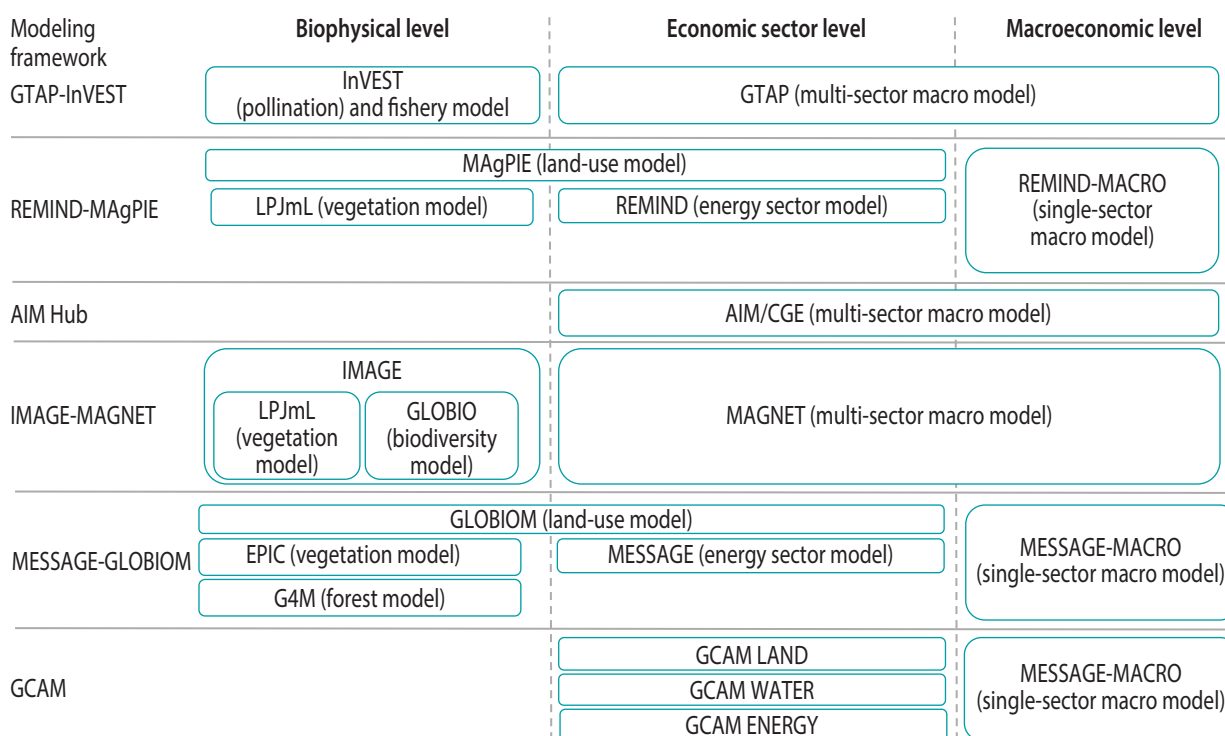 Modeling
framework
Biophysical level
Economic sector level
Macroeconomic level
GTAP-InVEST
InVEST
(pollination) and fishery model
GTAP (multi-sector macro model)
REMIND-MAgPIE
MAgPIE (land-use model)
LPJmL (vegetation model)
REMIND (energy sector model)
REMIND-MACRO
(single-sector
macro model)
AIM Hub
AIM/CGE (multi-sector macro model)
IMAGE-MAGNET
IMAGE
LPJmL
(vegetation
model)
GLOBIO
(biodiversity
model)
MAGNET (multi-sector macro model)
MESSAGE-GLOBIOM
GLOBIOM (land-use model)
EPIC (vegetation model)
MESSAGE (energy sector model)
G4M (forest model)
MESSAGE-MACRO
(single-sector macro model)
GCAM
GCAM LAND
GCAM WATER
GCAM ENERGY
MESSAGE-MACRO
(single-sector macro model)